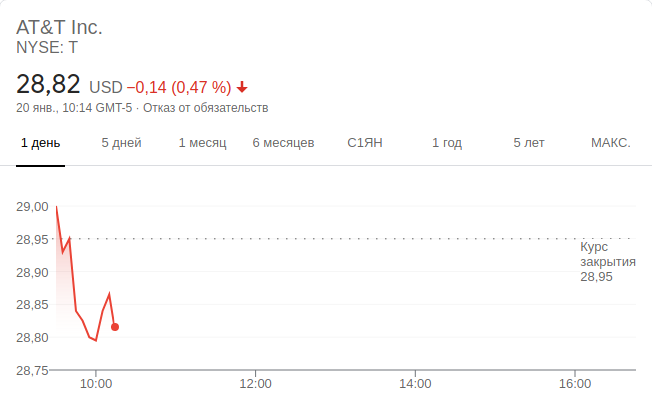 AT&T Inc.
NYSE: T
28,82 USD −0,14 (0,47 %)
20 янв., 10:14 GMT-5 · Отказ от обязательств
1 день 5 дней 1 месяц 6 месяцев С1ЯН 1 год 5 лет МАКС.
29,00
28,95
Курс
закрытия
28,95
28,90
28,85
28,80
28,75
10:00 12:00 14:00 16:00